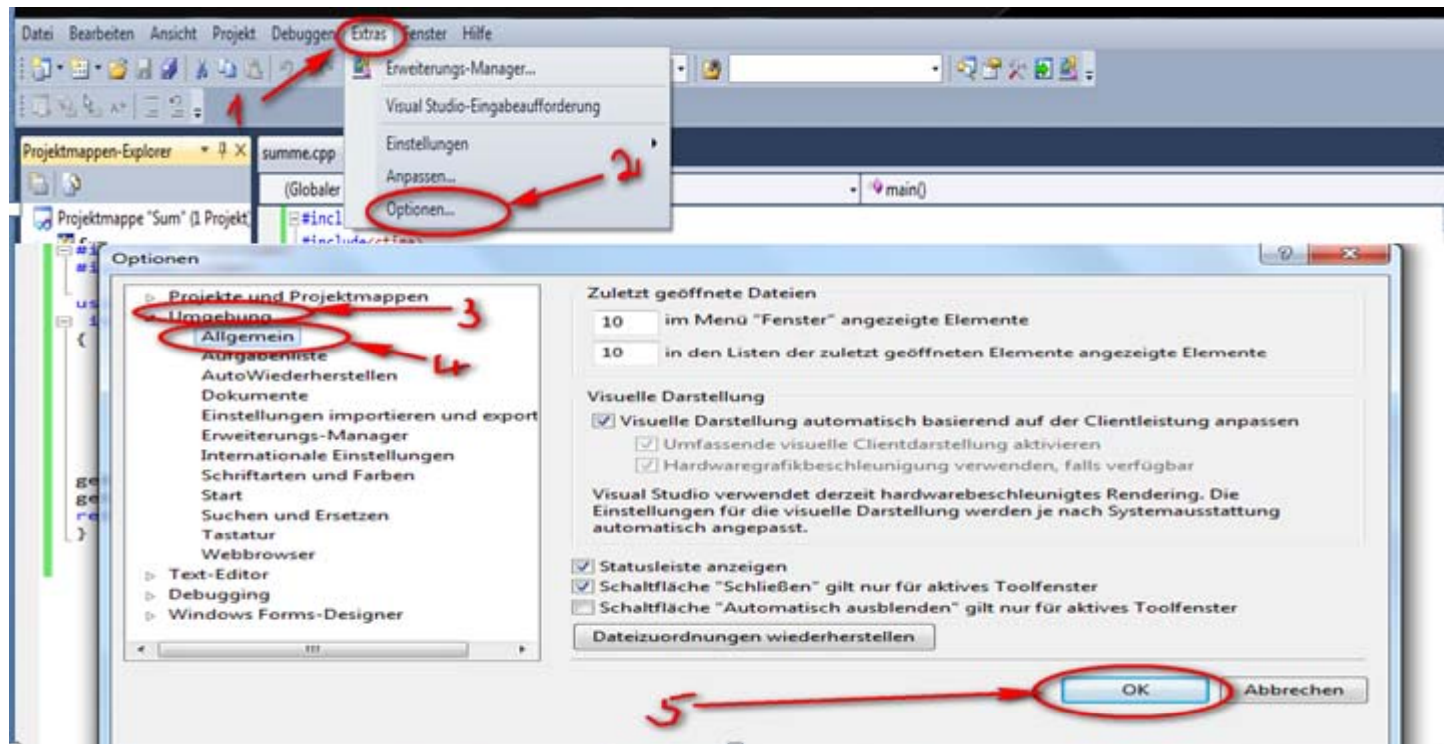 Datei Bearbeiten Ansicht Projekt Debuggen Extras Fenster Hilfe
Erweiterungs-Manager...
1
Visual Studio-Eingabeaufforderung
Projektmappen-Explorer
summe.cpp
Einstellungen
2
(Globaler
Anpassen...
main()
Projektmappe "Sum" (1 Projekt)
#incl
Optionen...
#include<ctime>
Optionen
Projekte und Projektmappen
3
Umgebung
Allgemein
4
Aufgabenliste
AutoWiederherstellen
Dokumente
Einstellungen importieren und export
Erweiterungs-Manager
Internationale Einstellungen
Schriftarten und Farben
Start
Suchen und Ersetzen
Tastatur
Webbrowser
Text-Editor
Debugging
Windows Forms-Designer
Zuletzt geöffnete Dateien
10 im Menü "Fenster" angezeigte Elemente
10 in den Listen der zuletzt geöffneten Elemente angezeigte Elemente
Visuelle Darstellung
Visuelle Darstellung automatisch basierend auf der Clientleistung anpassen
Umfassende visuelle Clientdarstellung aktivieren
Hardwaregrafikbeschleunigung verwenden, falls verfügbar
Visual Studio verwendet derzeit hardwarebeschleunigtes Rendering. Die
Einstellungen für die visuelle Darstellung werden je nach Systemausstattung
automatisch angepasst.
Statusleiste anzeigen
Schaltfläche "Schließen" gilt nur für aktives Toolfenster
Schaltfläche "Automatisch ausblenden" gilt nur für aktives Toolfenster
Dateizuordnungen wiederherstellen
5
OK
Abbrechen